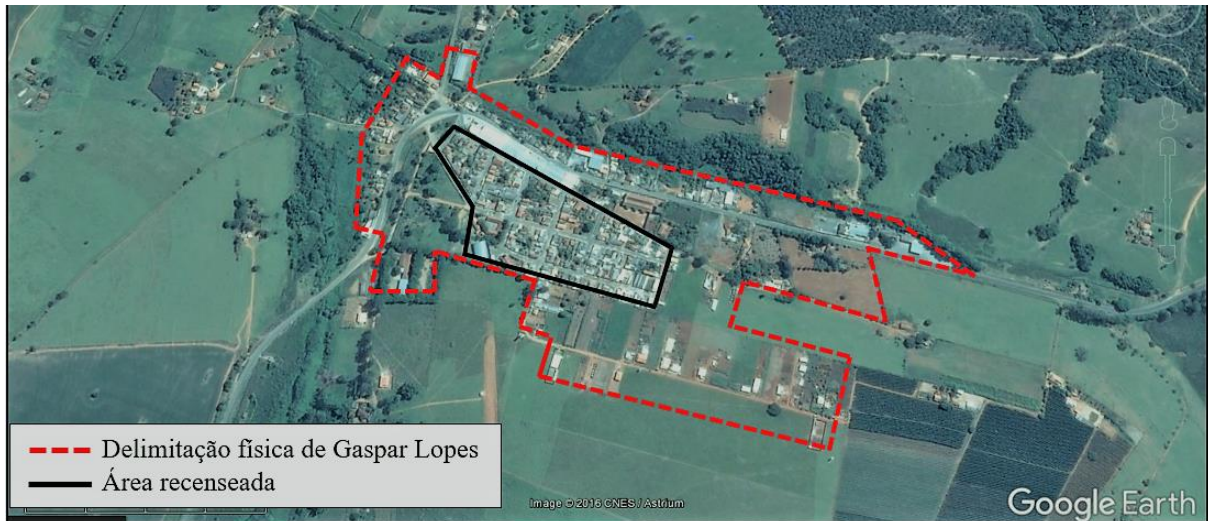 Delimitação física de Gaspar Lopes
Área recenseada
Image © 2016 CNES / Astrium
Google Earth